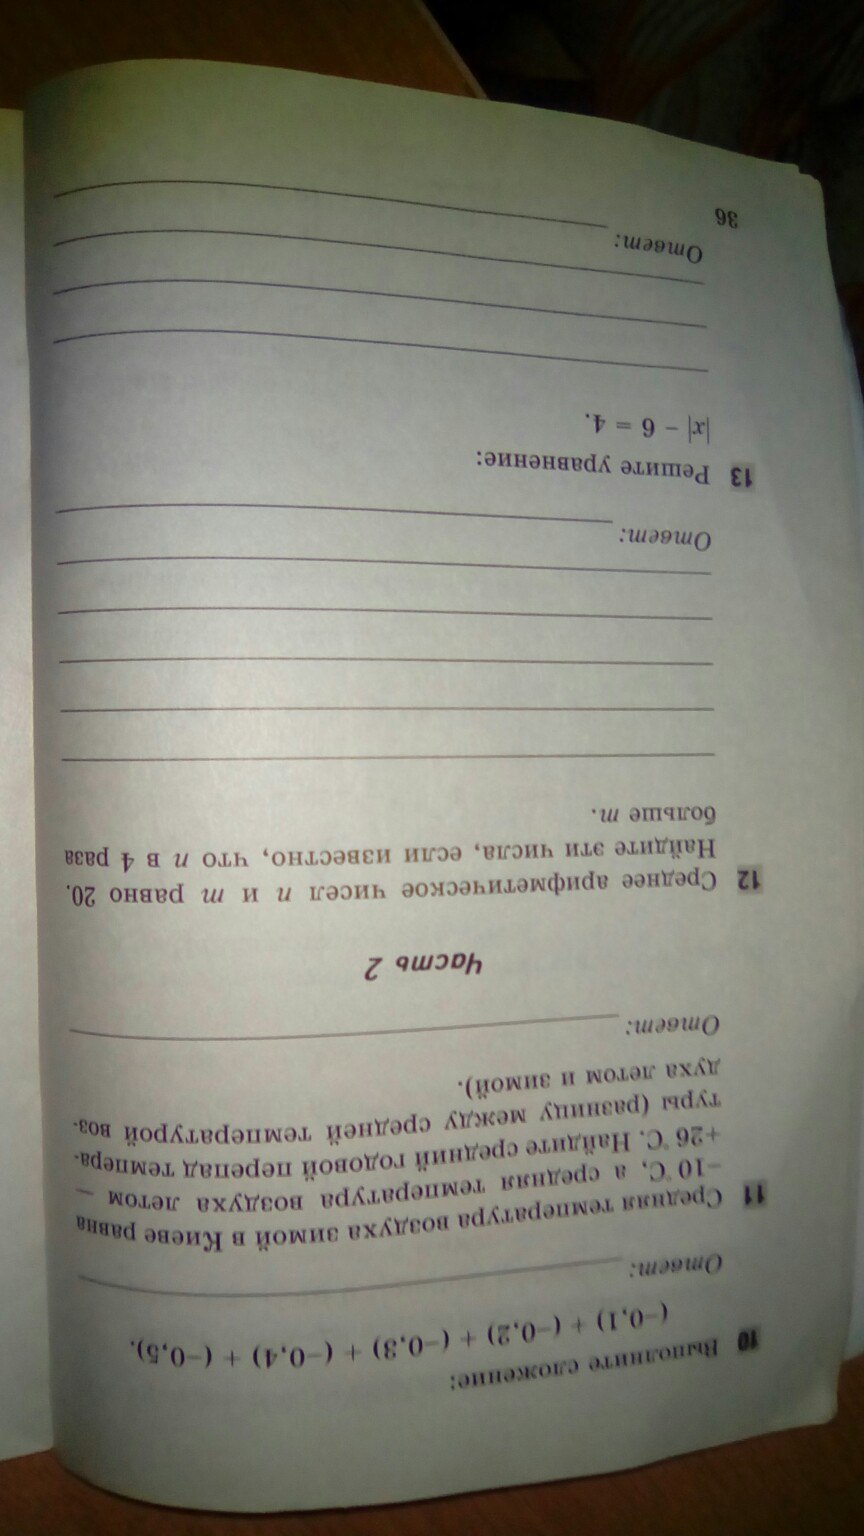 10 Выполните сложение:
(–0,1) + (–0,2) + (–0,3) + (–0,4) + (–0,5).
Ответ:
11 Средняя температура воздуха зимой в Киеве равна
–10 °С, а средняя температура воздуха летом –
+26 °С. Найдите средний годовой перепад темпера-
туры (разницу между средней температурой воз-
духа летом и зимой).
Ответ:
Часть 2
12 Среднее арифметическое чисел n и m равно 20.
Найдите эти числа, если известно, что n в 4 раза
больше m.
Ответ:
13 Решите уравнение:
|x| – 6 = 4.
Ответ:
36